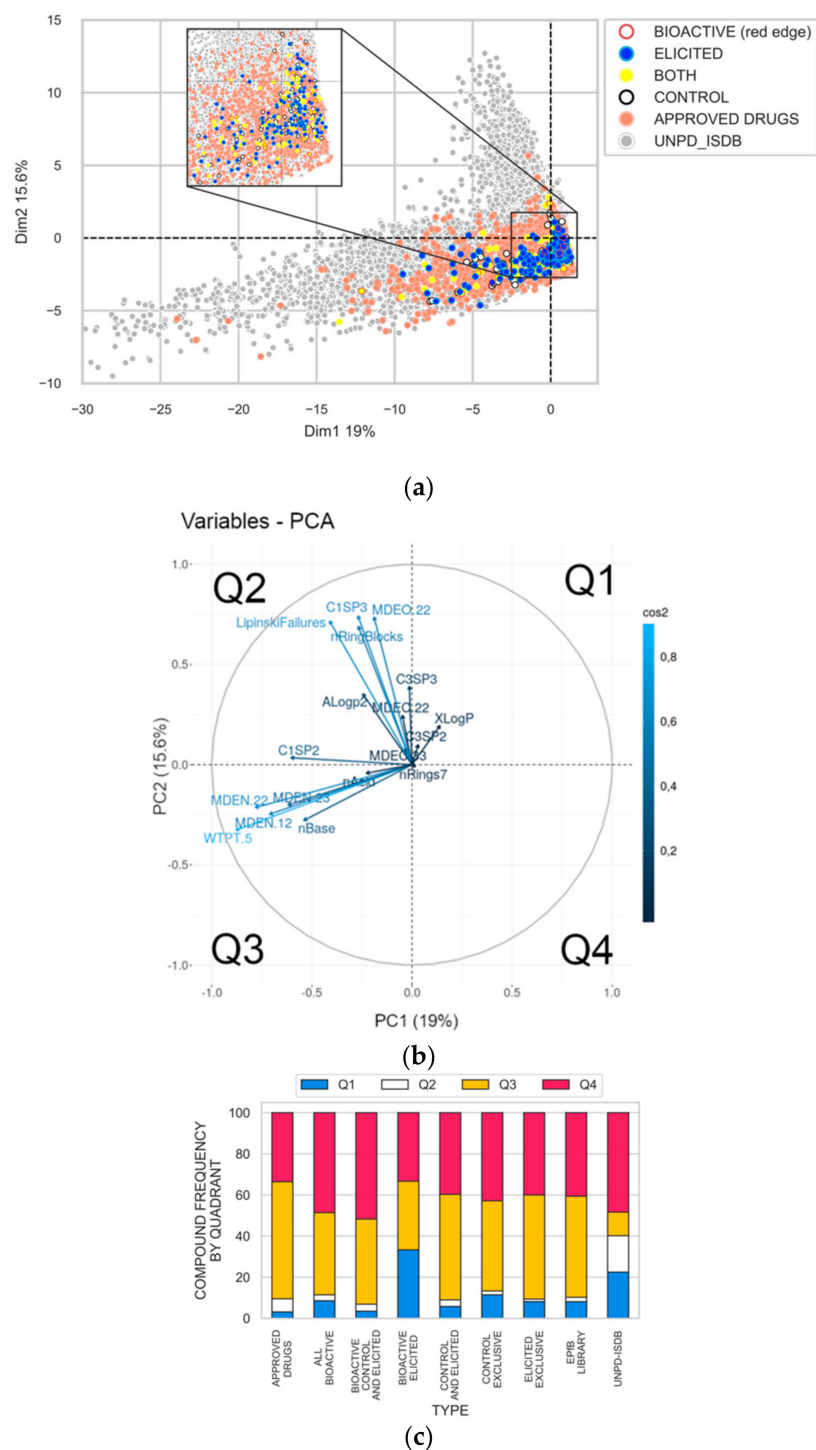 15
10
5
0
−5
−10
Dim2 15.6%
−30 −25 −20 −15 −10 −5 0
Dim1 19%
BIOACTIVE (red edge)
ELICITED
BOTH
CONTROL
APPROVED DRUGS
UNPD_ISDB
(a)
Variables - PCA
Q2
Q1
Q3
Q4
C1SP3
MDEO.22
LipinskiFailures
nRingBlocks
C3SP3
ALogp2
MDEC.22
XLogP
C3SP2
C1SP2
MDEC.33
nAcid
nRings7
MDEN.22
MDEN.23
MDEN.12
nBase
WTPT.5
1.0
0.5
0.0
-0.5
-1.0
PC2 (15.6%)
-1.0 -0.5 0.0 0.5 1.0
PC1 (19%)
cos2
0,8
0,6
0,4
0,2
(b)
Q1 Q2 Q3 Q4
100
80
60
40
20
0
COMPOUND FREQUENCY
BY QUADRANT
APPROVED
DRUGS
ALL
BIOACTIVE
BIOACTIVE
CONTROL
AND ELICITED
BIOACTIVE
ELICITED
CONTROL
AND ELICITED
CONTROL
EXCLUSIVE
ELICITED
EXCLUSIVE
EPfB
LIBRARY
UNPD-ISDB
TYPE
(c)